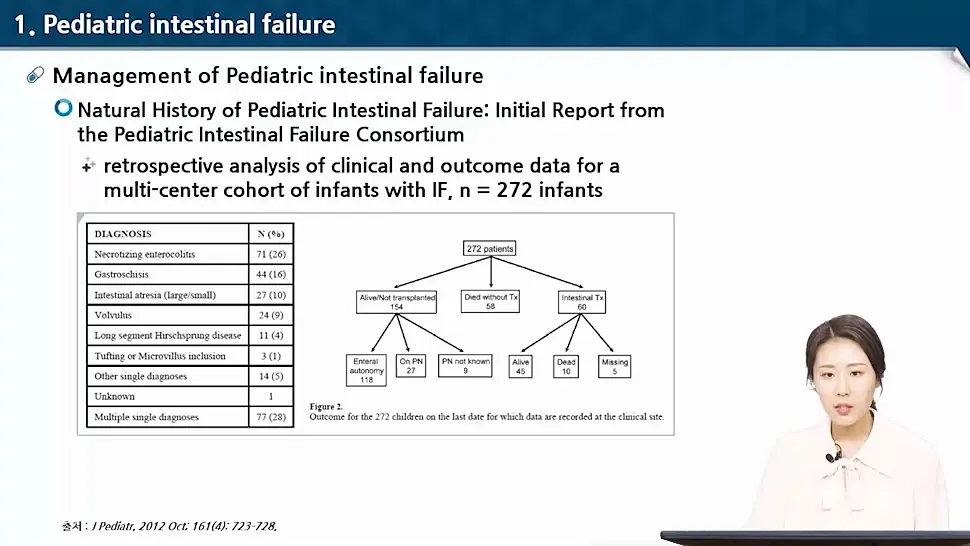 1. Pediatric intestinal failure
Management of Pediatric intestinal failure
Natural History of Pediatric Intestinal Failure: Initial Report from
the Pediatric Intestinal Failure Consortium
retrospective analysis of clinical and outcome data for a
multi-center cohort of infants with IF, n = 272 infants
DIAGNOSIS N (%)
Necrotizing enterocolitis 71 (26)
Gastroschisis 44 (16)
Intestinal atresia (large/small) 27 (10)
Volvulus 24 (9)
Long segment Hirschsprung disease 11 (4)
Tufting or Microvillus inclusion 3 (1)
Other single diagnoses 14 (5)
Unknown 1
Multiple single diagnoses 77 (28)
272 patients
Alive/Not transplanted
154
Died without Tx
58
Intestinal Tx
60
Enteral
autonomy
118
On PN
27
PN not known
9
Alive
45
Dead
10
Missing
5
Figure 2.
Outcome for the 272 children on the last date for which data are recorded at the clinical site.
출처 : J Pediatr. 2012 Oct; 161(4): 723-728.